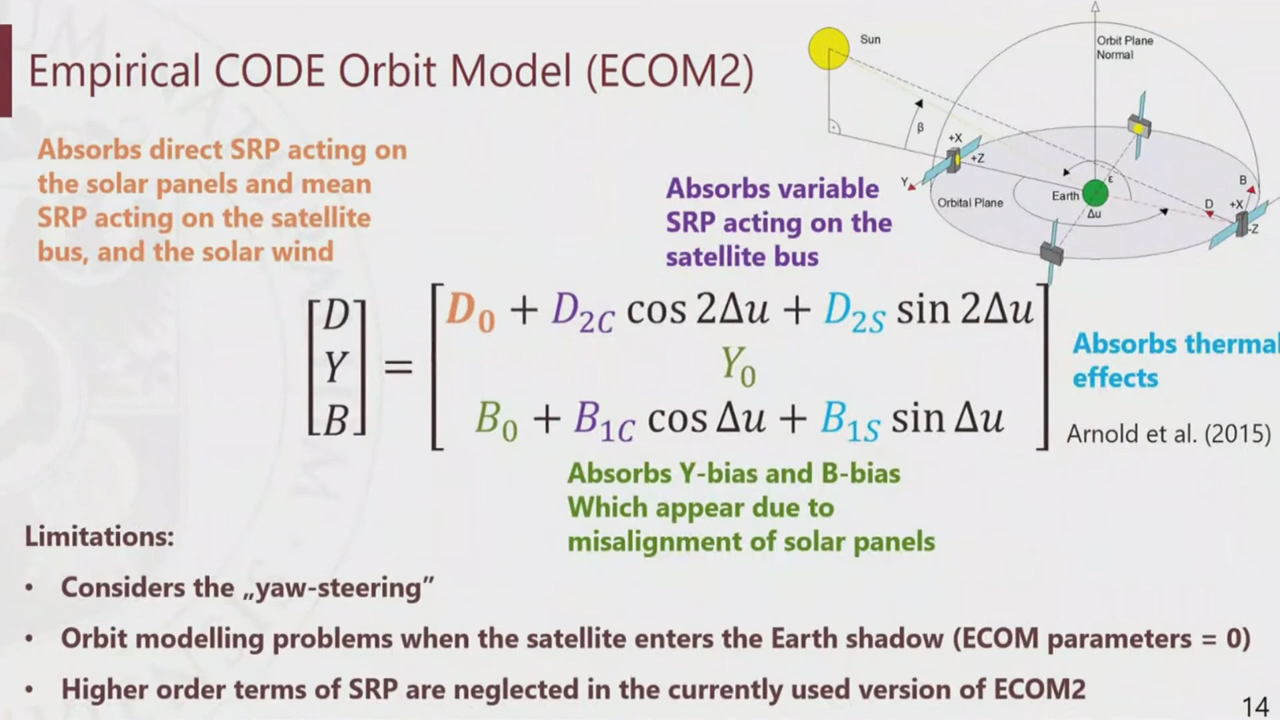 Empirical CODE Orbit Model (ECOM2)
Absorbs direct SRP acting on
the solar panels and mean
SRP acting on the satellite
bus, and the solar wind
Absorbs variable
SRP acting on the
satellite bus
Sun
Orbit Plane
Normal
β
+X
+Z
Y
Earth
ε
Δu
Orbital Plane
B
D
+X
-Z
[D Y B] = [D₀ + D₂C cos 2Δu + D₂S sin 2Δu
Y₀
B₀ + B₁C cos Δu + B₁S sin Δu]
Absorbs thermal
effects
Arnold et al. (2015)
Absorbs Y-bias and B-bias
Which appear due to
misalignment of solar panels
Limitations:
• Considers the „yaw-steering”
• Orbit modelling problems when the satellite enters the Earth shadow (ECOM parameters = 0)
• Higher order terms of SRP are neglected in the currently used version of ECOM2
14